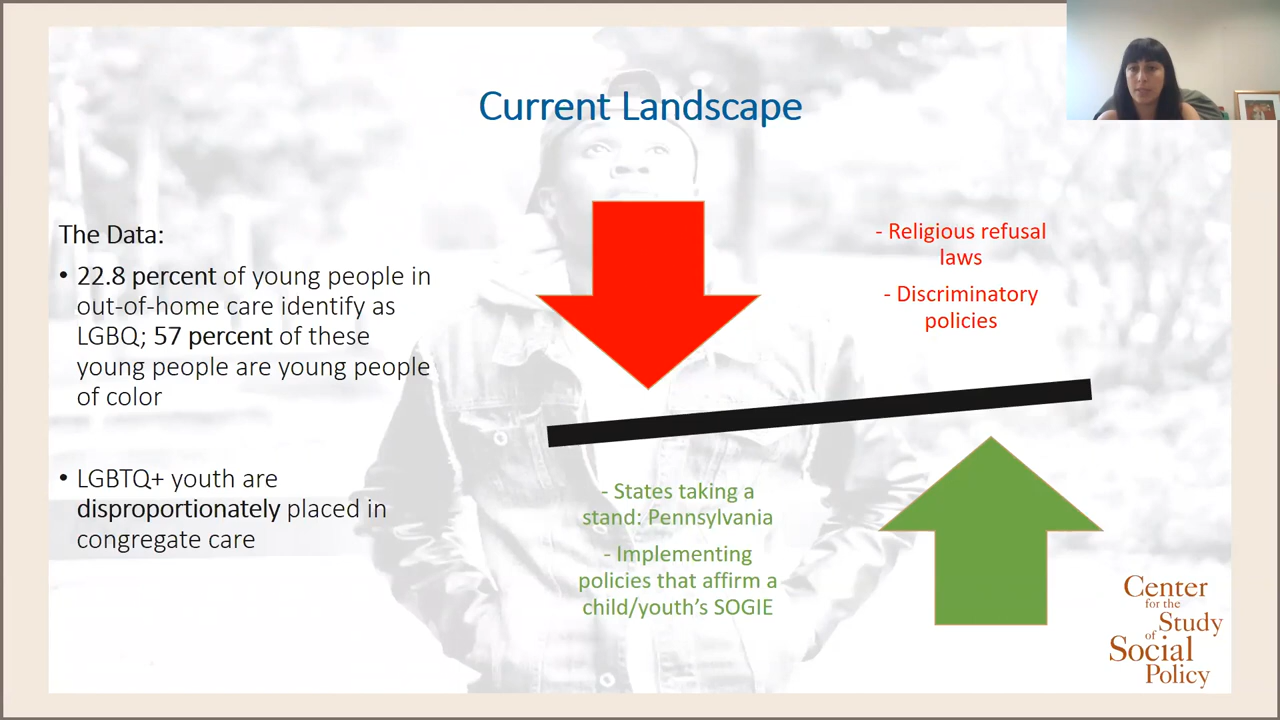 Current Landscape
The Data:
• 22.8 percent of young people in
out-of-home care identify as
LGBQ; 57 percent of these
young people are young people
of color
• LGBTQ+ youth are
disproportionately placed in
congregate care
- Religious refusal
laws
- Discriminatory
policies
- States taking a
stand: Pennsylvania
- Implementing
policies that affirm a
child/youth's SOGIE
Center
for the
Study
of
Social
Policy